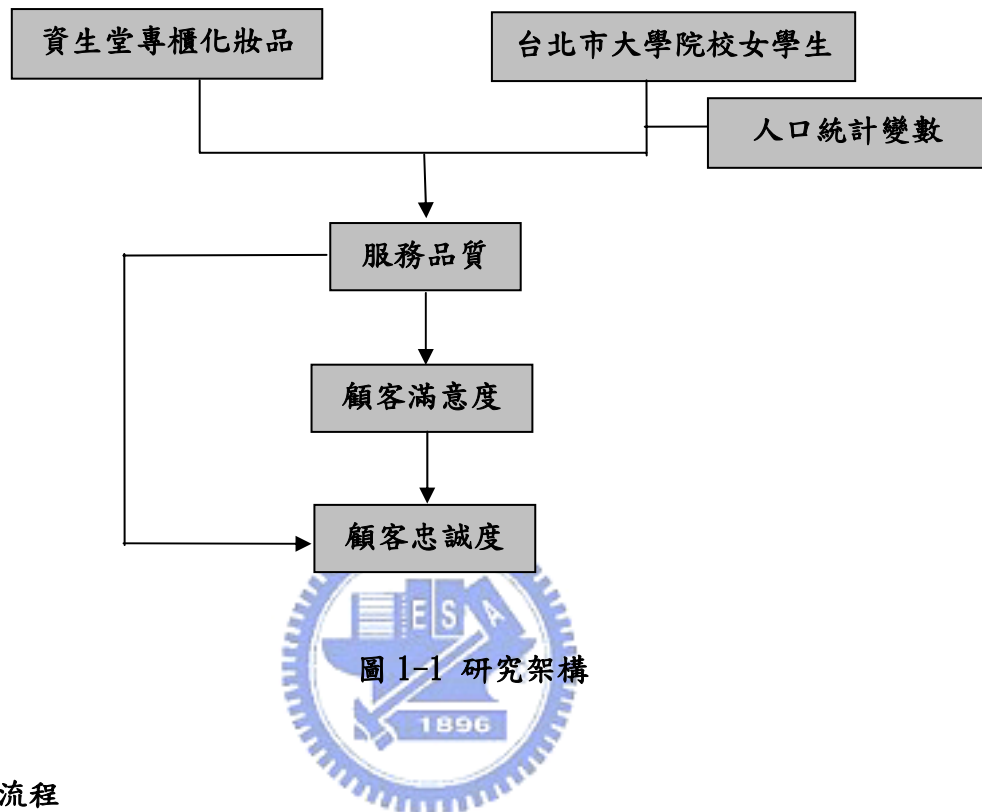 資生堂專櫃化妝品
台北市大學院校女學生
人口統計變數
服務品質
顧客滿意度
顧客忠誠度
ESA
圖 1-1 研究架構
1896
流程